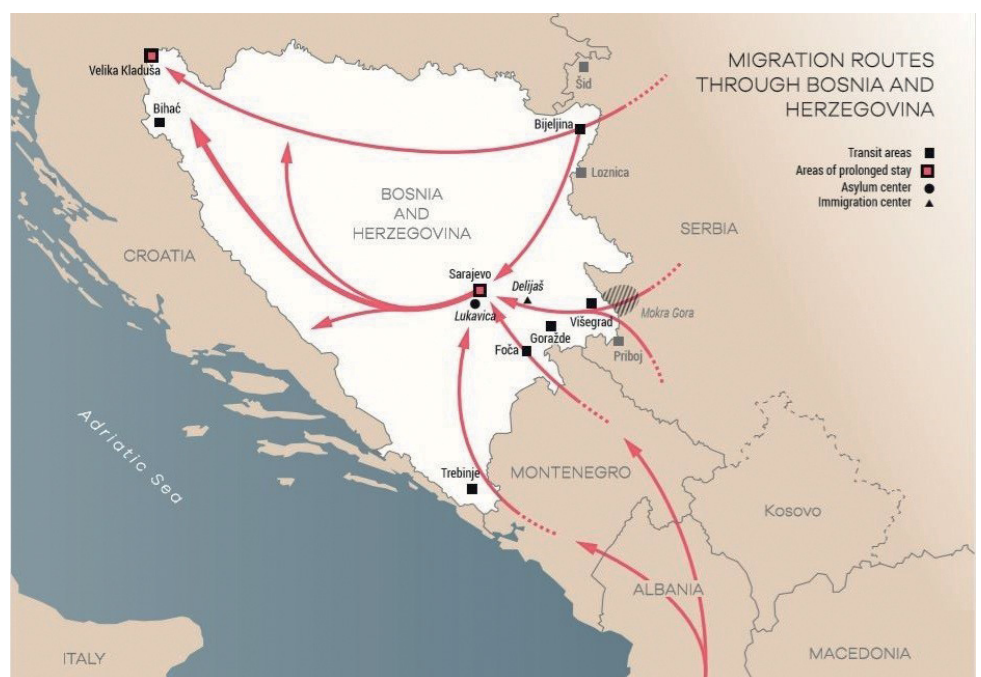 MIGRATION ROUTES
THROUGH BOSNIA AND
HERZEGOVINA
Transit areas
Areas of prolonged stay
Asylum center
Immigration center
Velika Kladuša
Bihać
Šid
Bijeljina
Loznica
BOSNIA
AND
HERZEGOVINA
SERBIA
CROATIA
Sarajevo
Delijaš
Lukavica
Višegrad
Mokra Gora
Goražde
Foča
Priboj
Adriatic Sea
Trebinje
MONTENEGRO
Kosovo
ALBANIA
ITALY
MACEDONIA